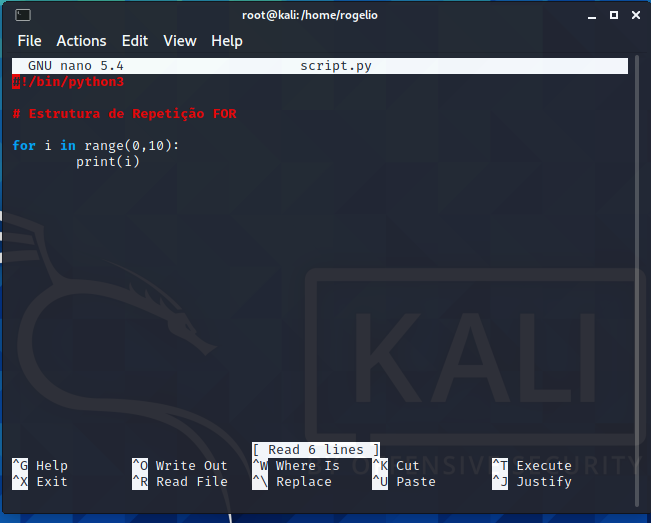 root@kali:/home/rogelio
File Actions Edit View Help
GNU nano 5.4 script.py
#!/bin/python3
# Estrutura de Repetição FOR
for i in range(0,10):
print(i)
KALI
OFFENSIVE SECURITY
[ Read 6 lines ]
^G Help ^O Write Out ^W Where Is ^K Cut ^T Execute
^X Exit ^R Read File ^\ Replace ^U Paste ^J Justify